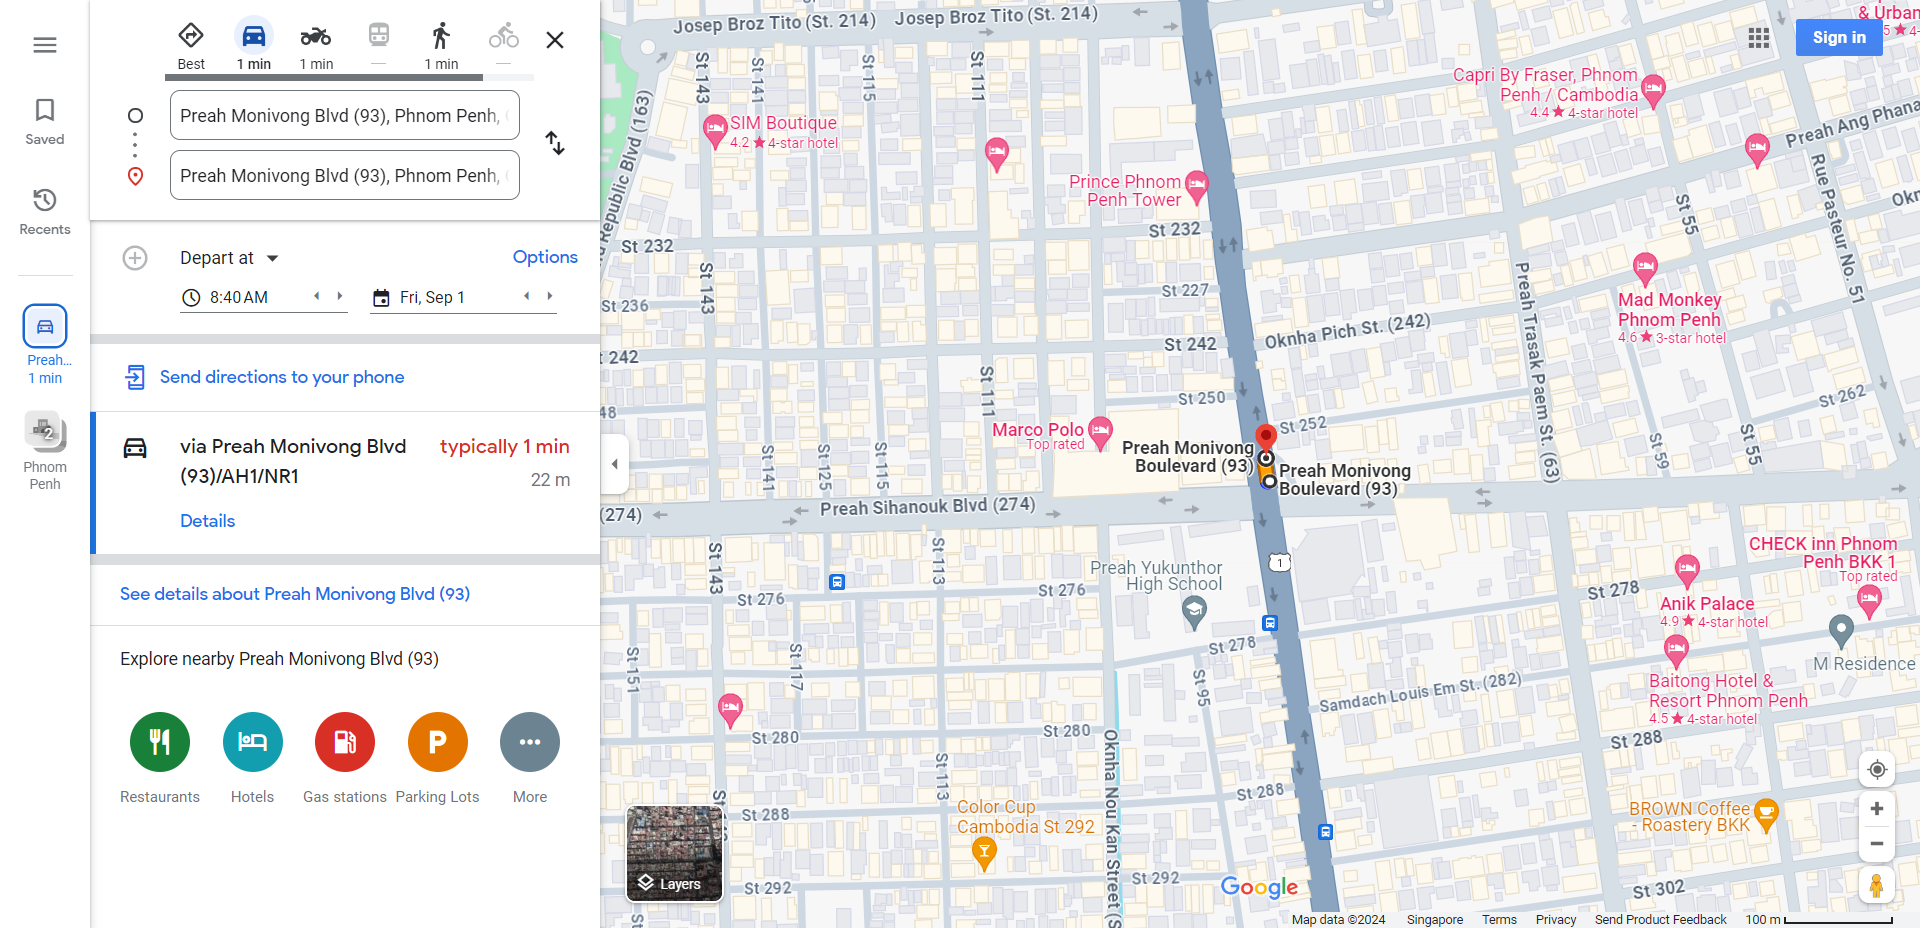 Saved
Recents
Preah...
1 min
2
Phnom
Penh
Best
1 min
1 min
—
1 min
—
Preah Monivong Blvd (93), Phnom Penh,
Preah Monivong Blvd (93), Phnom Penh,
Depart at
Options
8:40 AM
Fri, Sep 1
Send directions to your phone
via Preah Monivong Blvd
(93)/AH1/NR1
typically 1 min
22 m
Details
See details about Preah Monivong Blvd (93)
Explore nearby Preah Monivong Blvd (93)
P
Restaurants
Hotels
Gas stations
Parking Lots
More
Josep Broz Tito (St. 214)
Josep Broz Tito (St. 214)
& Urban
Sign in
St 143
St 141
St 115
St 111
Republic Blvd (163)
SIM Boutique
4.2 ★ 4-star hotel
Capri By Fraser, Phnom
Penh / Cambodia
4.4 ★ 4-star hotel
Preah Ang Phana
Rue Pasteur No. 51
Prince Phnom
Penh Tower
St 232
St 232
St 55
St 143
St 236
St 227
Mad Monkey
Phnom Penh
4.6 ★ 3-star hotel
Oknha Pich St. (242)
Preah Trasak Paem St. (63)
242
St 242
St 111
St 250
St 262
48
St 252
Marco Polo
Top rated
Preah Monivong
Boulevard (93)
Preah Monivong
Boulevard (93)
St 141
St 125
St 115
St 59
St 55
(274)
Preah Sihanouk Blvd (274)
St 143
St 113
1
Preah Yukunthor
High School
CHECK inn Phnom
Penh BKK 1
Top rated
St 276
St 276
St 278
Anik Palace
4.9 ★ 4-star hotel
M Residence
St 278
St 151
St 117
St 95
Samdach Louis Em St. (282)
Baitong Hotel &
Resort Phnom Penh
4.5 ★ 4-star hotel
St 280
St 280
St 288
St 113
Oknha Nou Kan Street (S
St 288
St 288
Color Cup
Cambodia St 292
BROWN Coffee
- Roastery BKK
Layers
St 292
St 292
St 302
Google
Map data ©2024
Singapore
Terms
Privacy
Send Product Feedback
100 m